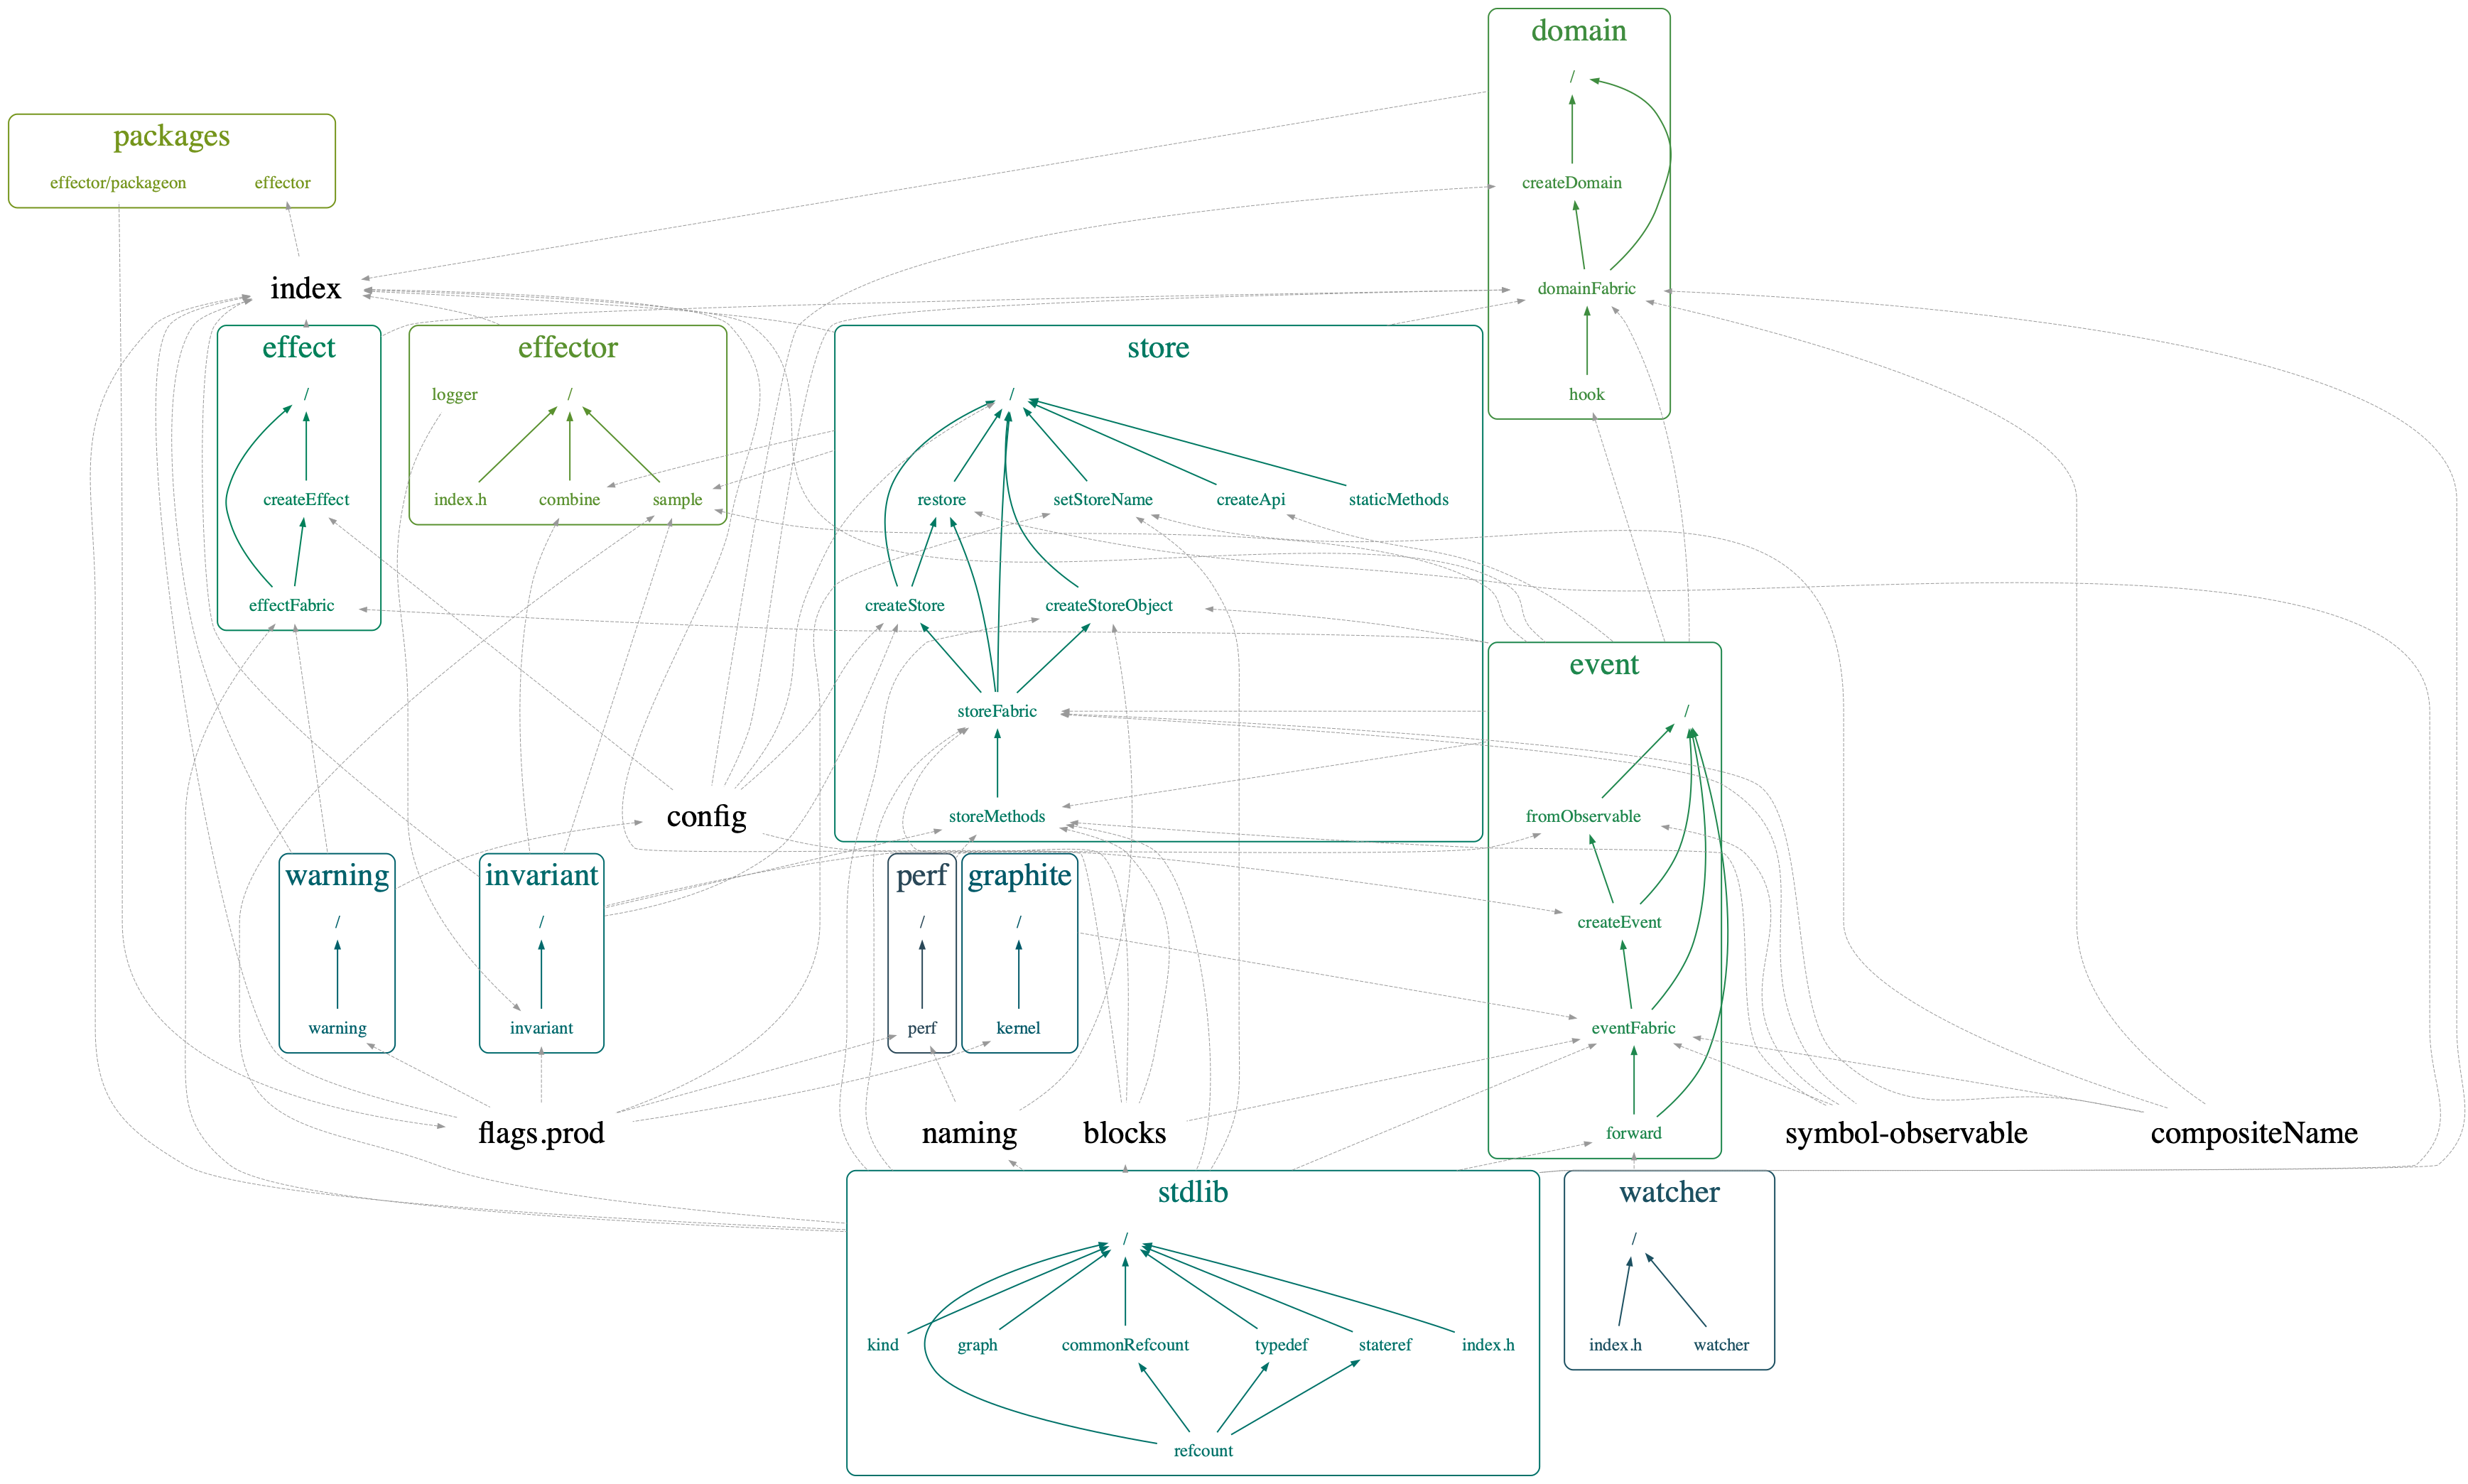 domain
/
createDomain
domainFabric
hook
packages
effector/packageon
effector
index
effect
/
createEffect
effectFabric
effector
logger
/
index.h
combine
sample
store
/
restore
setStoreName
createApi
staticMethods
createStore
createStoreObject
storeFabric
storeMethods
event
/
fromObservable
createEvent
eventFabric
forward
config
warning
/
warning
invariant
/
invariant
perf
/
perf
graphite
/
kernel
flags.prod
naming
blocks
symbol-observable
compositeName
stdlib
/
kind
graph
commonRefcount
typedef
stateref
index.h
refcount
watcher
/
index.h
watcher